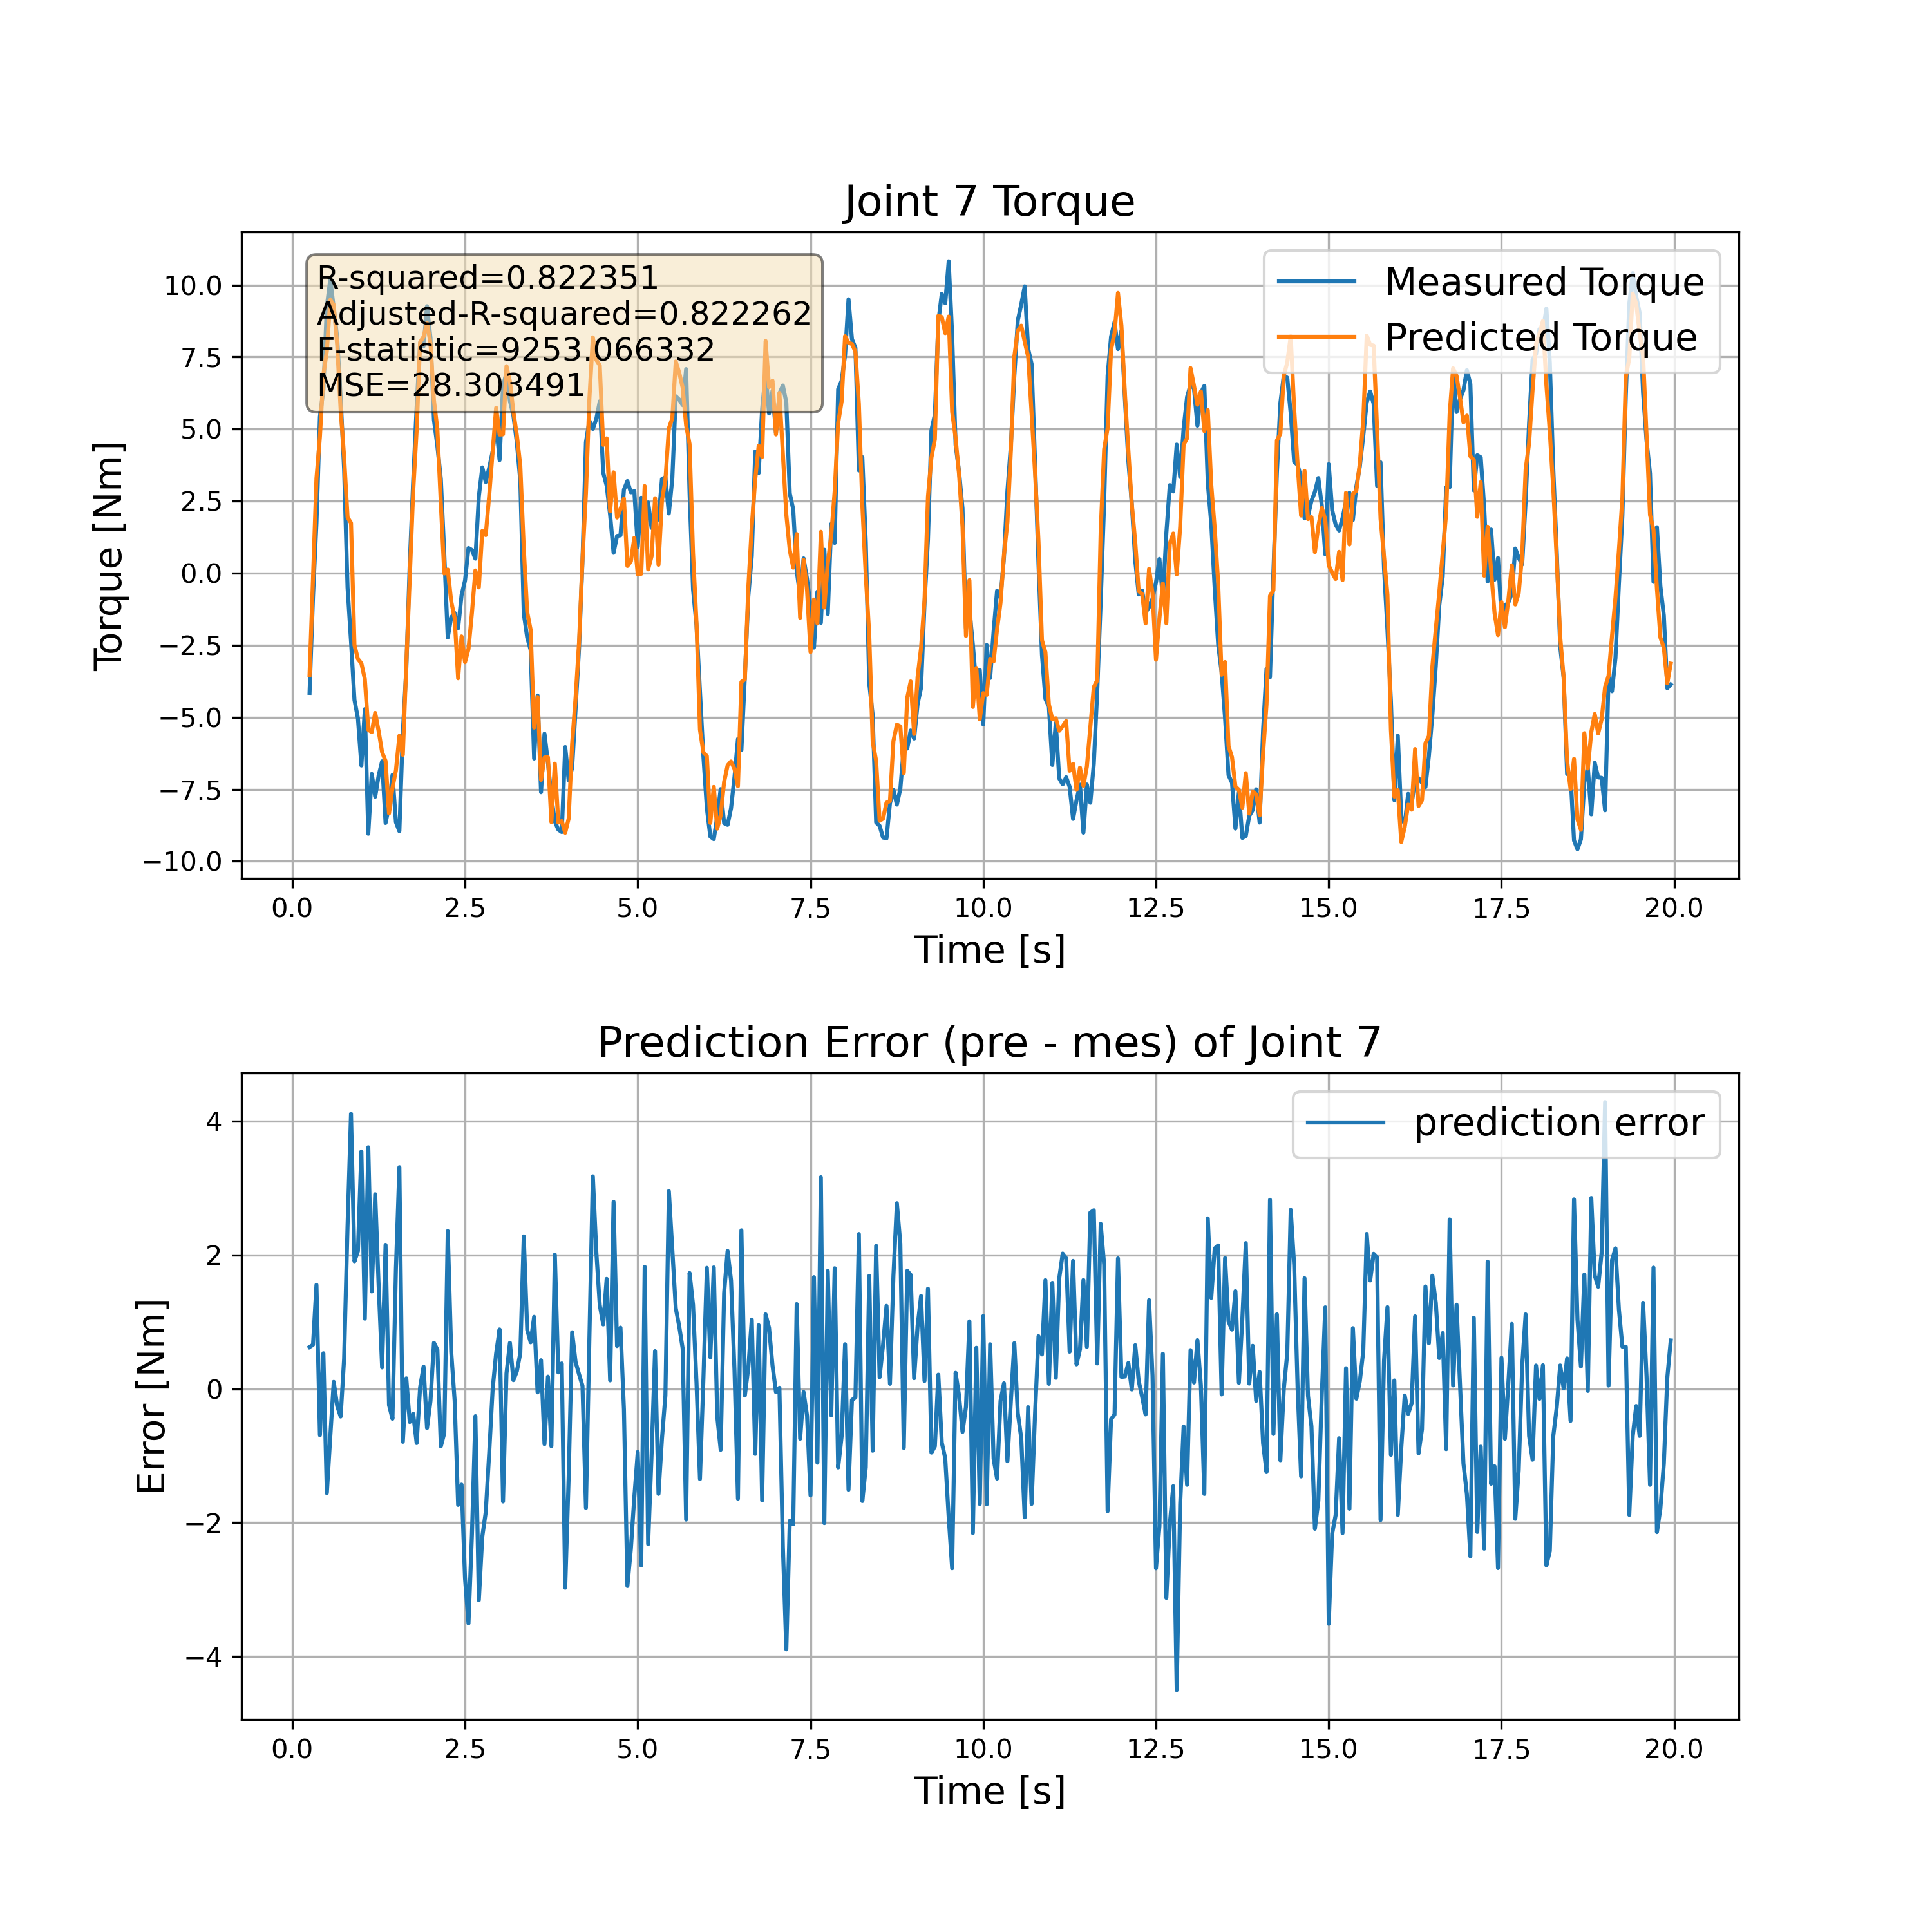 Joint 7 Torque
R-squared=0.822351
Adjusted-R-squared=0.822262
F-statistic=9253.066332
MSE=28.303491
Measured Torque
Predicted Torque
Torque [Nm]
10.0
7.5
5.0
2.5
0.0
−2.5
−5.0
−7.5
−10.0
0.0 2.5 5.0 7.5 10.0 12.5 15.0 17.5 20.0
Time [s]
Prediction Error (pre - mes) of Joint 7
prediction error
Error [Nm]
4
2
0
−2
−4
0.0 2.5 5.0 7.5 10.0 12.5 15.0 17.5 20.0
Time [s]